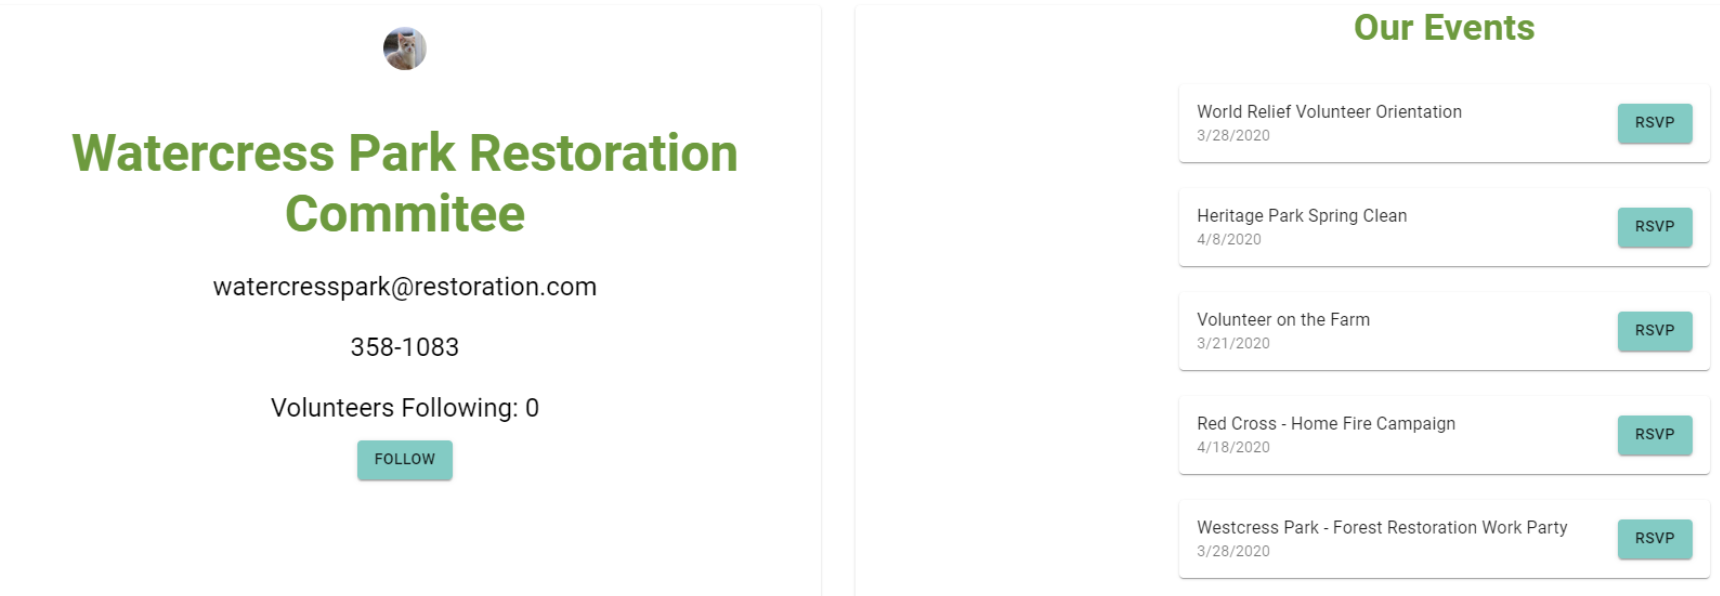 Watercress Park Restoration
Commitee
watercresspark@restoration.com
358-1083
Volunteers Following: 0
FOLLOW
Our Events
World Relief Volunteer Orientation
3/28/2020
RSVP
Heritage Park Spring Clean
4/8/2020
RSVP
Volunteer on the Farm
3/21/2020
RSVP
Red Cross - Home Fire Campaign
4/18/2020
RSVP
Westcress Park - Forest Restoration Work Party
3/28/2020
RSVP